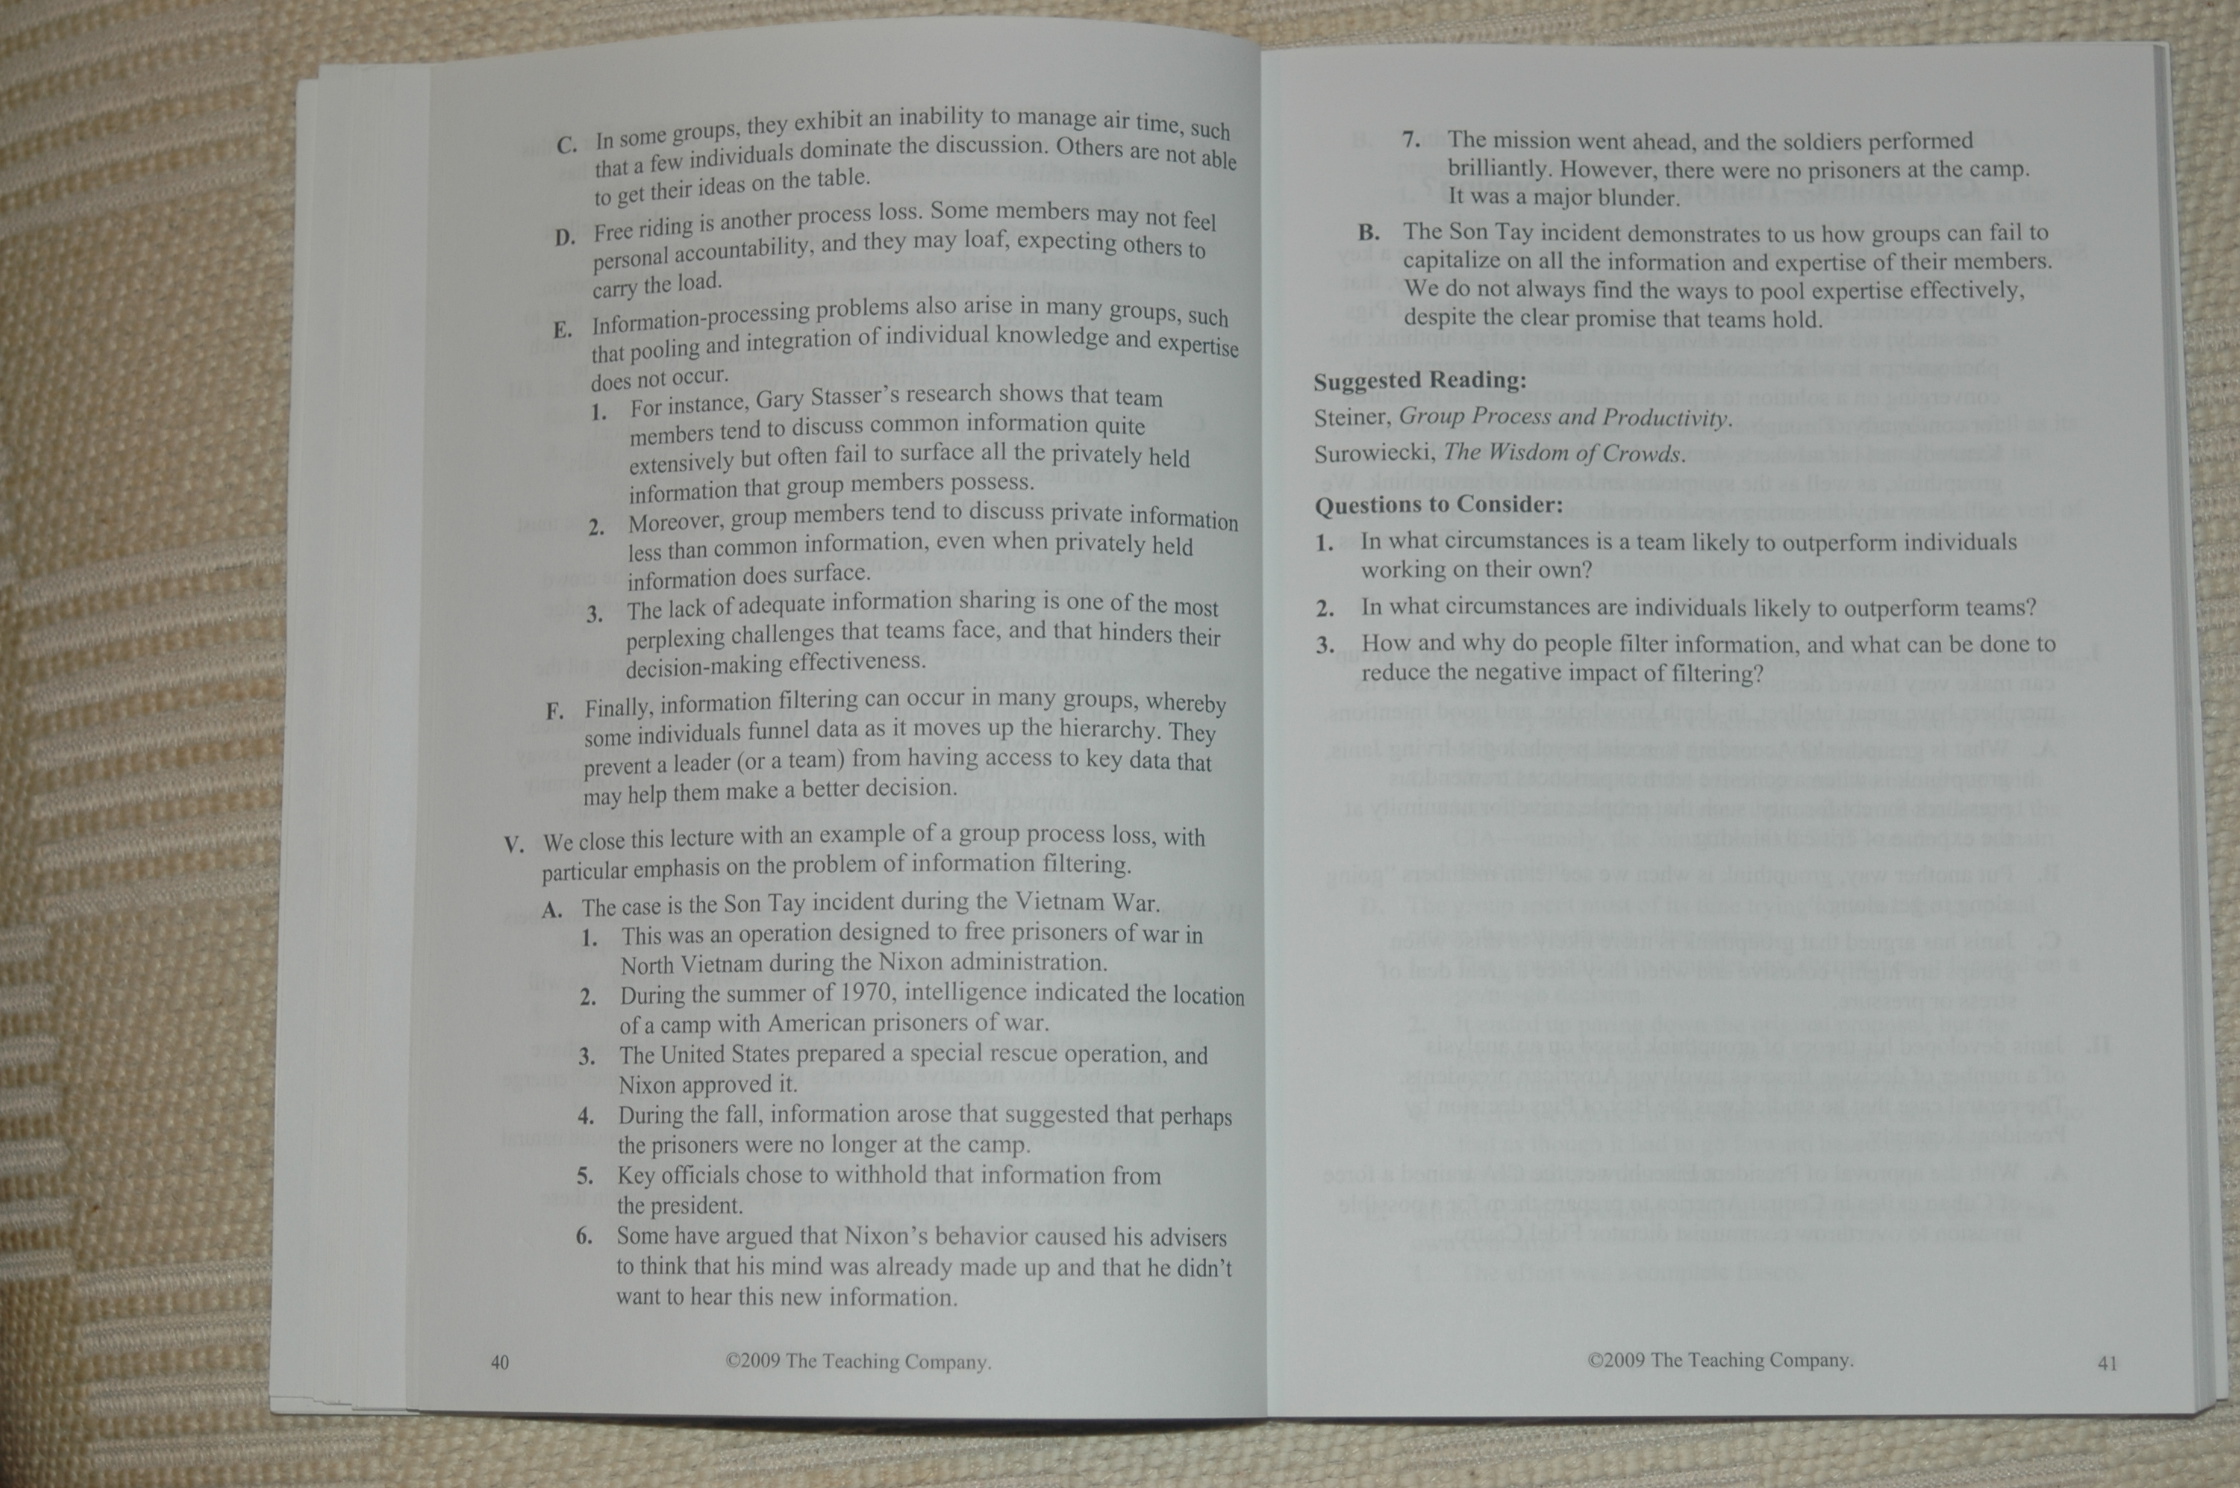 C. In some groups, they exhibit an inability to manage air time, such
that a few individuals dominate the discussion. Others are not able
to get their ideas on the table.
D. Free riding is another process loss. Some members may not feel
personal accountability, and they may loaf, expecting others to
carry the load.
E. Information-processing problems also arise in many groups, such
that pooling and integration of individual knowledge and expertise
does not occur.
1. For instance, Gary Stasser's research shows that team
members tend to discuss common information quite
extensively but often fail to surface all the privately held
information that group members possess.
2. Moreover, group members tend to discuss private information
less than common information, even when privately held
information does surface.
3. The lack of adequate information sharing is one of the most
perplexing challenges that teams face, and that hinders their
decision-making effectiveness.
F. Finally, information filtering can occur in many groups, whereby
some individuals funnel data as it moves up the hierarchy. They
prevent a leader (or a team) from having access to key data that
may help them make a better decision.
V. We close this lecture with an example of a group process loss, with
particular emphasis on the problem of information filtering.
A. The case is the Son Tay incident during the Vietnam War.
1. This was an operation designed to free prisoners of war in
North Vietnam during the Nixon administration.
2. During the summer of 1970, intelligence indicated the location
of a camp with American prisoners of war.
3. The United States prepared a special rescue operation, and
Nixon approved it.
4. During the fall, information arose that suggested that perhaps
the prisoners were no longer at the camp.
5. Key officials chose to withhold that information from
the president.
6. Some have argued that Nixon's behavior caused his advisers
to think that his mind was already made up and that he didn't
want to hear this new information.
40 ©2009 The Teaching Company.
7. The mission went ahead, and the soldiers performed
brilliantly. However, there were no prisoners at the camp.
It was a major blunder.
B. The Son Tay incident demonstrates to us how groups can fail to
capitalize on all the information and expertise of their members.
We do not always find the ways to pool expertise effectively,
despite the clear promise that teams hold.
Suggested Reading:
Steiner, Group Process and Productivity.
Surowiecki, The Wisdom of Crowds.
Questions to Consider:
1. In what circumstances is a team likely to outperform individuals
working on their own?
2. In what circumstances are individuals likely to outperform teams?
3. How and why do people filter information, and what can be done to
reduce the negative impact of filtering?
©2009 The Teaching Company. 41